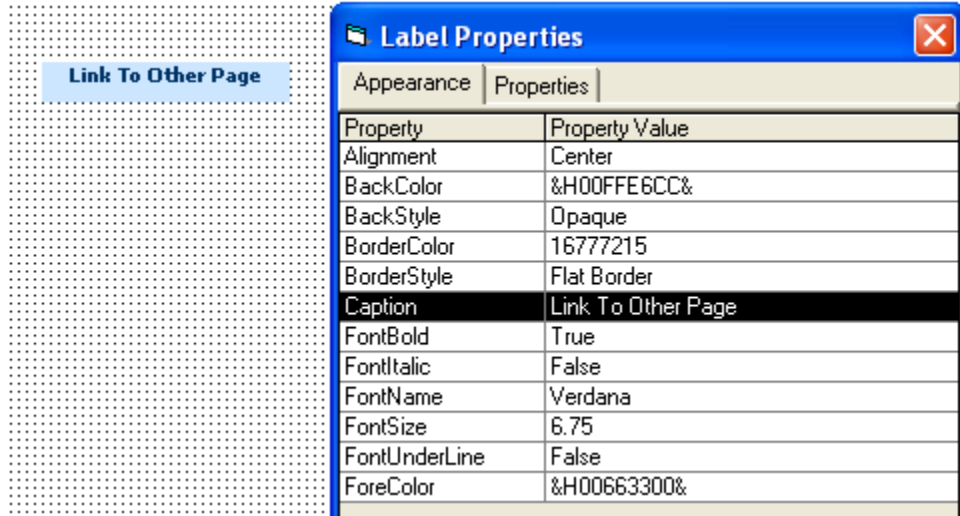 Link To Other Page
Label Properties
Appearance Properties
Property Property Value
Alignment Center
BackColor &H00FFE6CC&
BackStyle Opaque
BorderColor 16777215
BorderStyle Flat Border
Caption Link To Other Page
FontBold True
FontItalic False
FontName Verdana
FontSize 6.75
FontUnderLine False
ForeColor &H00663300&